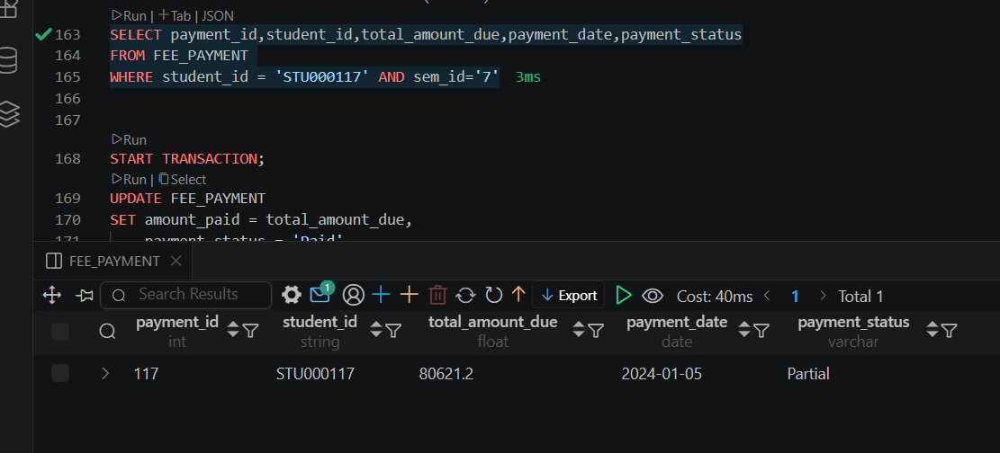 Run | + Tab | JSON
163 SELECT payment_id,student_id,total_amount_due,payment_date,payment_status
164 FROM FEE_PAYMENT
165 WHERE student_id = 'STU000117' AND sem_id='7' 3ms
166
167
Run
168 START TRANSACTION;
Run | Select
169 UPDATE FEE_PAYMENT
170 SET amount_paid = total_amount_due,
171 payment_status = 'Paid'
FEE_PAYMENT
Search Results 1 Export Cost: 40ms < 1 > Total 1
payment_id student_id total_amount_due payment_date payment_status
int string float date varchar
117 STU000117 80621.2 2024-01-05 Partial